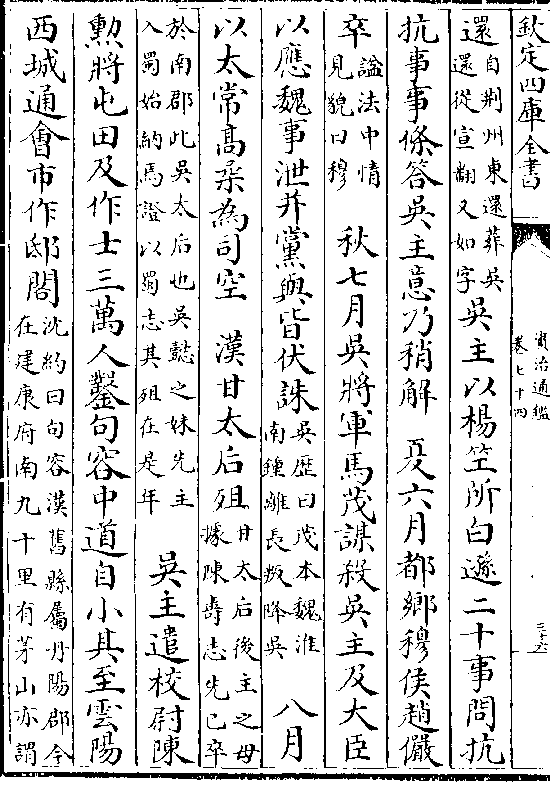 欽定四庫全書
資治通鑑
卷七十四
三十六
還自荆州東還葬吳
還從宣翻又如字
吳主以楊笁所白遜二十事問抗
抗事事條答吳主意乃稍解　夏六月都鄉穆侯趙儼
卒
諡法中情
見貌曰穆
秋七月吳將軍馬茂謀殺吳主及大臣
以應魏事泄并黨與皆伏誅
吳歴曰茂本魏淮
南鍾離長叛降吳
八月
以太常髙柔為司空　漢甘太后殂
甘太后後主之母
據陳壽志先已卒
於南郡此吳太后也吳懿之妹先主
入蜀始納焉證以蜀志其殂在是年
吳主遣校尉陳
勲將屯田及作士三萬人鑿句容中道自小其至雲陽
西城通會市作邸閣
沈約曰句容漢舊縣屬丹陽郡今
在建康府南九十里有茅山亦謂